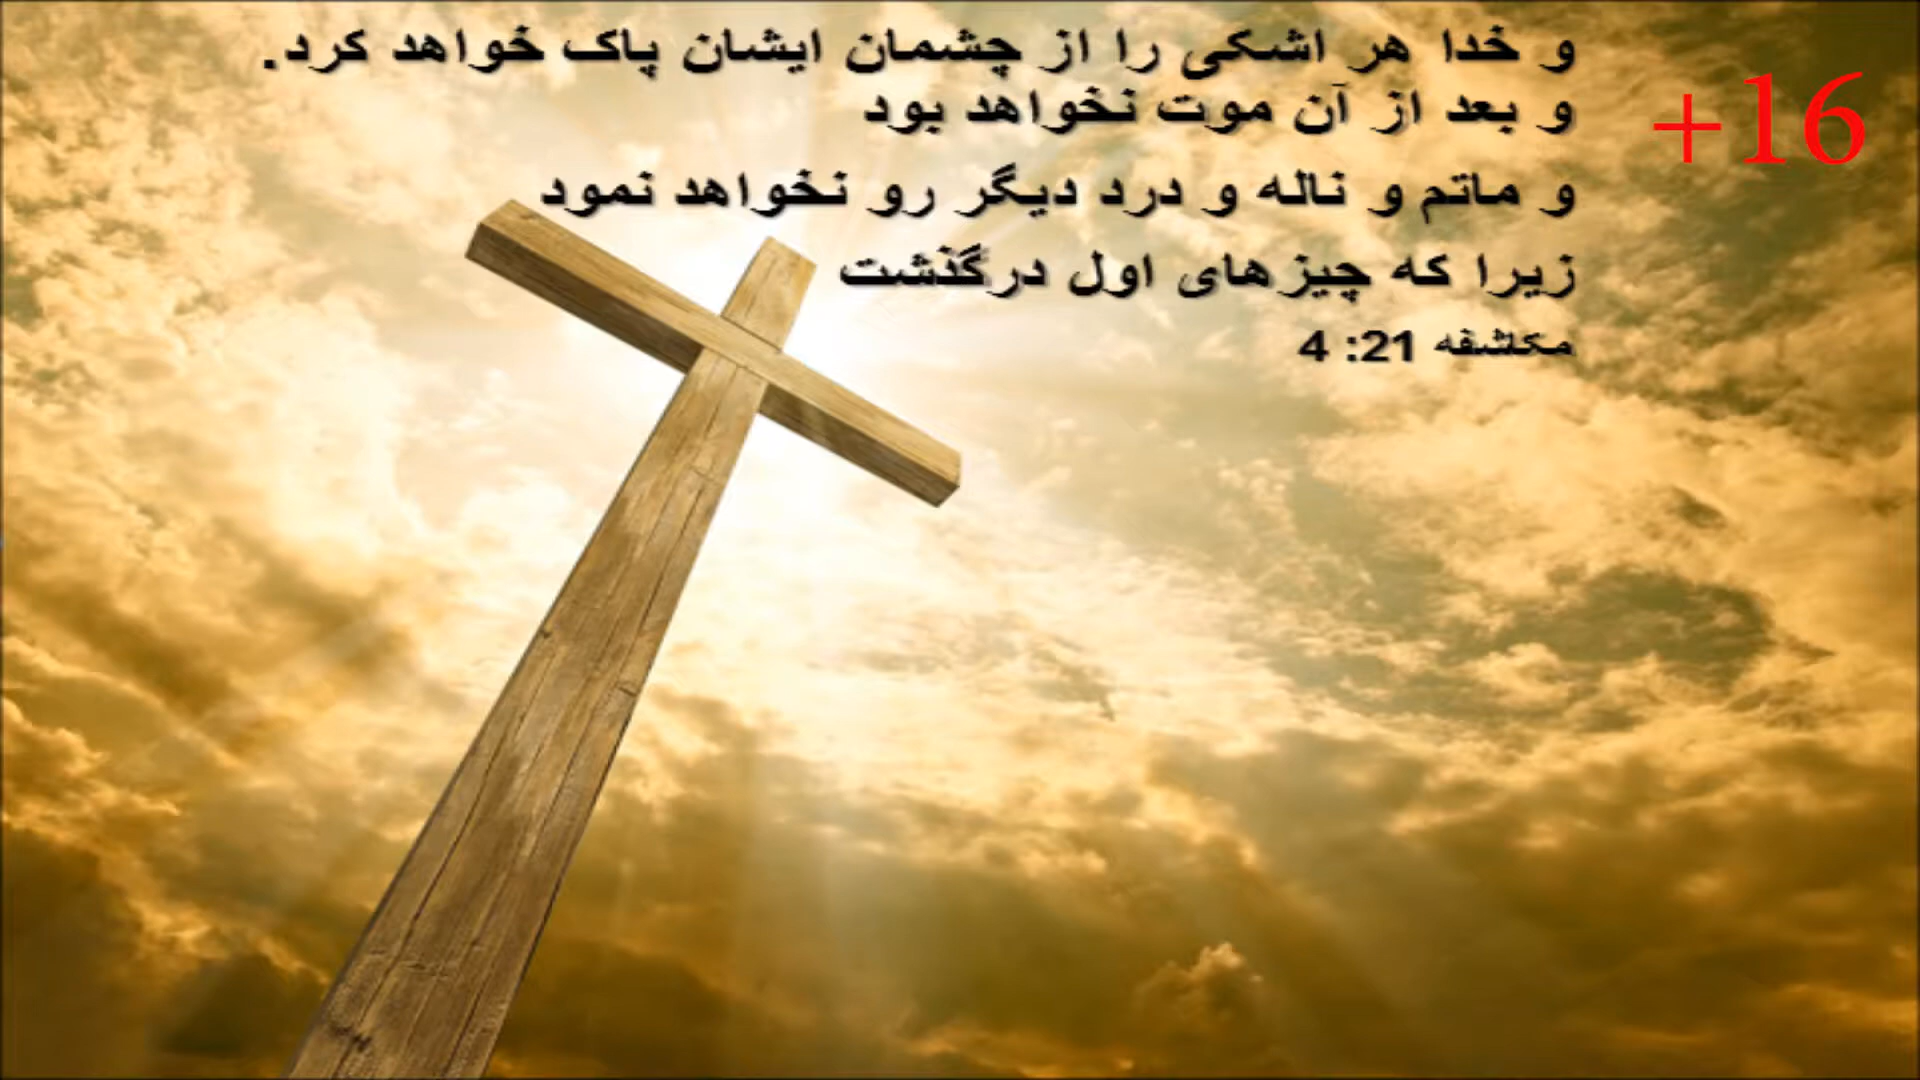 و خدا هر اشکی را از چشمان ایشان پاک خواهد کرد.
و بعد از آن موت نخواهد بود
+16
و ماتم و ناله و درد دیگر رو نخواهد نمود
زیرا که چیزهای اول درگذشت
مکاشفه 21: 4